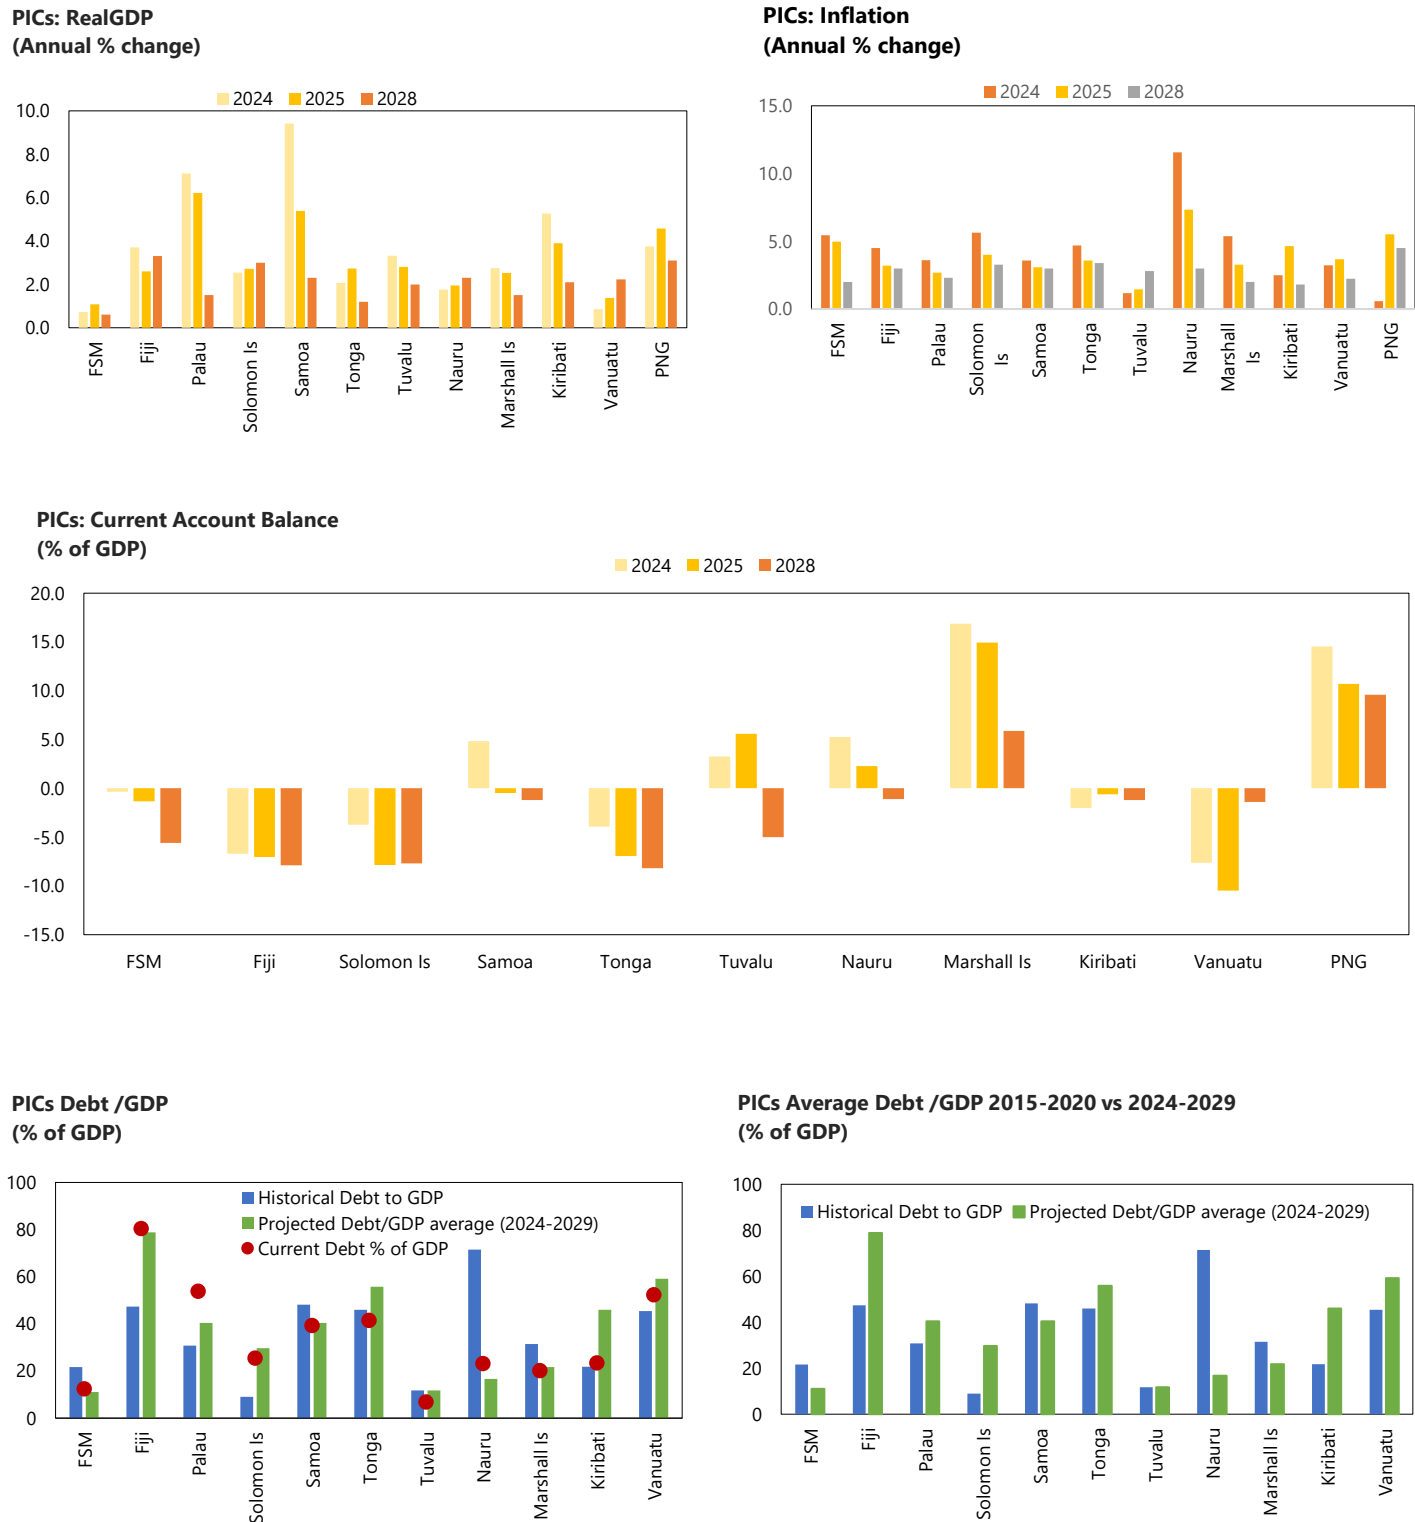 PICs: RealGDP
(Annual % change)
2024 2025 2028
10.0
8.0
6.0
4.0
2.0
0.0
FSM
Fiji
Palau
Solomon Is
Samoa
Tonga
Tuvalu
Nauru
Marshall Is
Kiribati
Vanuatu
PNG
PICs: Inflation
(Annual % change)
2024 2025 2028
15.0
10.0
5.0
0.0
FSM
Fiji
Palau
Solomon
Is
Samoa
Tonga
Tuvalu
Nauru
Marshall
Is
Kiribati
Vanuatu
PNG
PICs: Current Account Balance
(% of GDP)
2024 2025 2028
20.0
15.0
10.0
5.0
0.0
-5.0
-10.0
-15.0
FSM Fiji Solomon Is Samoa Tonga Tuvalu Nauru Marshall Is Kiribati Vanuatu PNG
PICs Debt /GDP
(% of GDP)
Historical Debt to GDP
Projected Debt/GDP average (2024-2029)
Current Debt % of GDP
100
80
60
40
20
0
FSM
Fiji
Palau
Solomon Is
Samoa
Tonga
Tuvalu
Nauru
Marshall Is
Kiribati
Vanuatu
PICs Average Debt /GDP 2015-2020 vs 2024-2029
(% of GDP)
Historical Debt to GDP Projected Debt/GDP average (2024-2029)
100
80
60
40
20
0
FSM
Fiji
Palau
Solomon Is
Samoa
Tonga
Tuvalu
Nauru
Marshall Is
Kiribati
Vanuatu